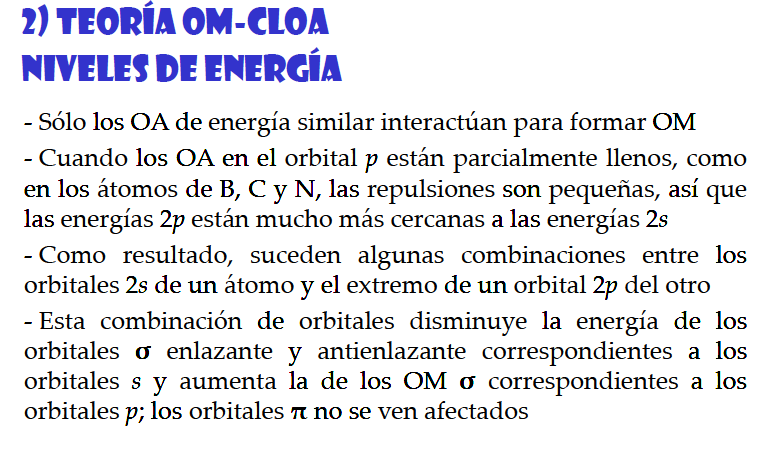 2) TEORÍA OM-CLOA
NIVELES DE ENERGÍA
- Sólo los OA de energía similar interactúan para formar OM
- Cuando los OA en el orbital p están parcialmente llenos, como
en los átomos de B, C y N, las repulsiones son pequeñas, así que
las energías 2p están mucho más cercanas a las energías 2s
- Como resultado, suceden algunas combinaciones entre los
orbitales 2s de un átomo y el extremo de un orbital 2p del otro
- Esta combinación de orbitales disminuye la energía de los
orbitales σ enlazante y antienlazante correspondientes a los
orbitales s y aumenta la de los OM σ correspondientes a los
orbitales p; los orbitales π no se ven afectados